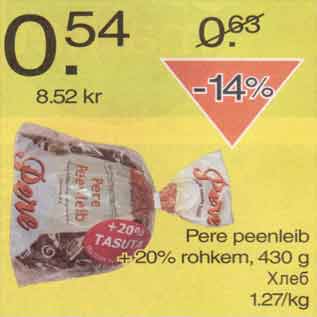 0.54
0.63
8.52 kr
-14%
Pere
Pere
Peenleib
Pere
+20%
TASUTA
Pere peenleib
+20% rohkem, 430 g
Хлеб
1.27/kg